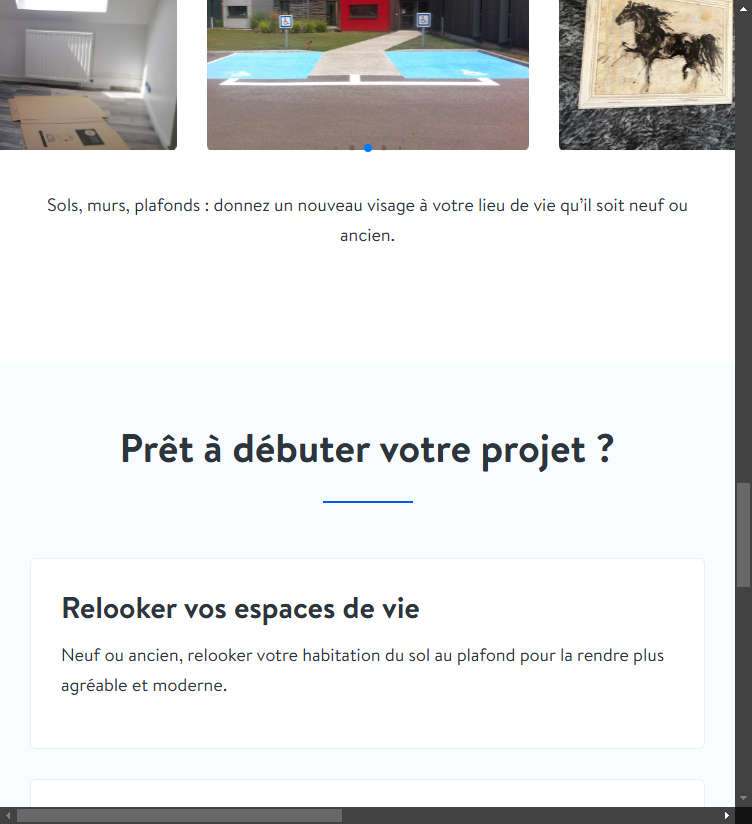 Sols, murs, plafonds : donnez un nouveau visage à votre lieu de vie qu’il soit neuf ou
ancien.
Prêt à débuter votre projet ?
Relooker vos espaces de vie
Neuf ou ancien, relooker votre habitation du sol au plafond pour la rendre plus
agréable et moderne.